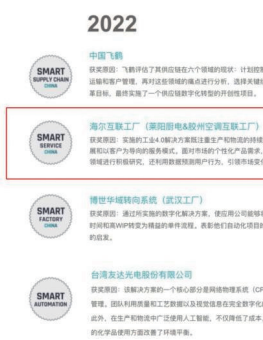 2022
SMART
SUPPLY CHAIN
CHINA
中国飞鹤
获奖原因：飞鹤评估了其供应链在六个领域的现状：计划控
运输和客户管理，再对这些领域的痛点进行分析，选择关键
革目标，最终实施了一个供应链数字化转型的开创性项目。
SMART
SERVICE
CHINA
海尔互联工厂（莱阳厨电&胶州空调互联工厂）
获奖原因：实施的工业4.0解决方案既注重生产和物流的持续
展和以客户为导向的服务模式。面对市场的个性化产品需求，
领域进行积极研究，还利用数据预测用户行为，引领市场变
SMART
FACTORY
CHINA
博世华域转向系统（武汉工厂）
获奖原因：通过所实施的数字化解决方案，使应用公司能够
时间和高WIP转变为精益的单件流程。表彰他们自动化项目的
的启发。
SMART
AUTOMATION
台湾友达光电股份有限公司
获奖原因：该解决方案的一个核心部分是网络物理系统（CP
管理。团队利用质量和工艺数据以及视觉信息在完全数字化
此外，在生产和物流中广泛使用人工智能，不仅降低了成本，
的化学品使用方面改善了环境平衡。